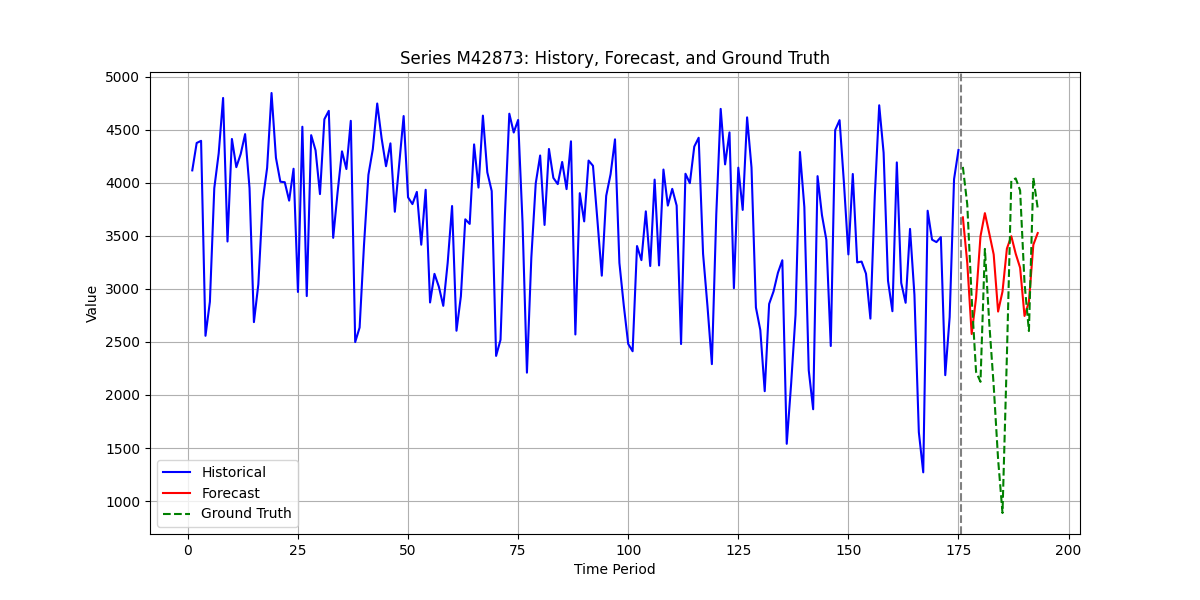 Series M42873: History, Forecast, and Ground Truth
Value
5000
4500
4000
3500
3000
2500
2000
1500
1000
Historical
Forecast
Ground Truth
0 25 50 75 100 125 150 175 200
Time Period